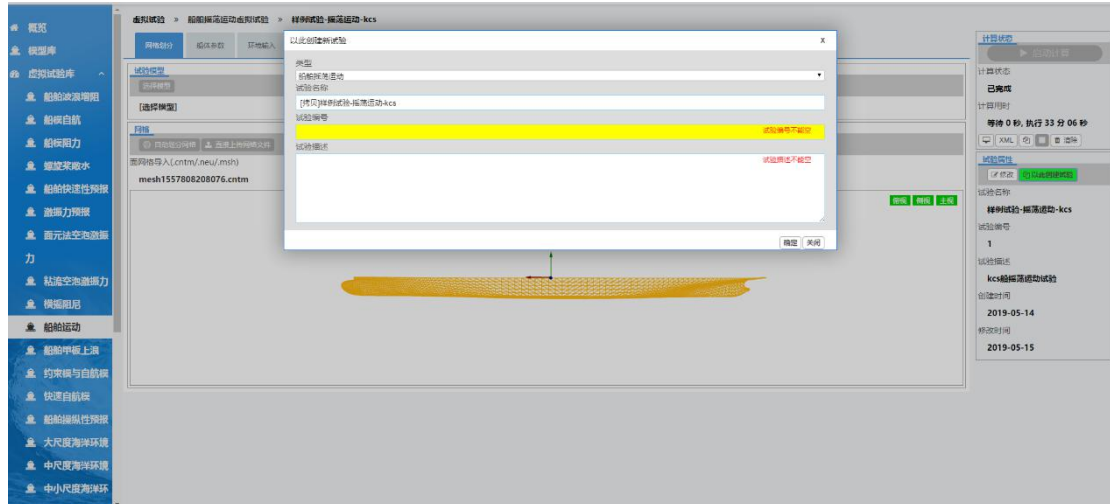 虚拟试验 » 船舶摇荡运动虚拟试验 » 样例试验-摇荡运动-kcs
概览
模型库
虚拟试验库
船舶波浪增阻
船模自航
船模阻力
螺旋桨敞水
船舶快速性预报
激振力预报
面元法空泡激振
力
粘流空泡激振力
横摇阻尼
船舶运动
船舶甲板上浪
约束模与自航模
快速自航模
船舶操纵性预报
大尺度海洋环境
中尺度海洋环境
中小尺度海洋环
网格划分 船体参数 环境输入
试验模型
选择模型
[选择模型]
网格
自动划分网格 直接上传网格文件
面网格导入(.cntm/.neu/.msh)
mesh1557808208076.cntm
俯视 侧视 主视
以此创建新试验 x
类型
船舶摇荡运动
试验名称
[拷贝]样例试验-摇荡运动-kcs
试验编号
试验编号不能空
试验描述
试验描述不能空
确定 关闭
计算状态
启动计算
计算状态
已完成
计算用时
等待 0 秒, 执行 33 分 06 秒
XML 清除
试验属性
修改 以此创建试验
试验名称
样例试验-摇荡运动-kcs
试验编号
1
试验描述
kcs船摇荡运动试验
创建时间
2019-05-14
修改时间
2019-05-15